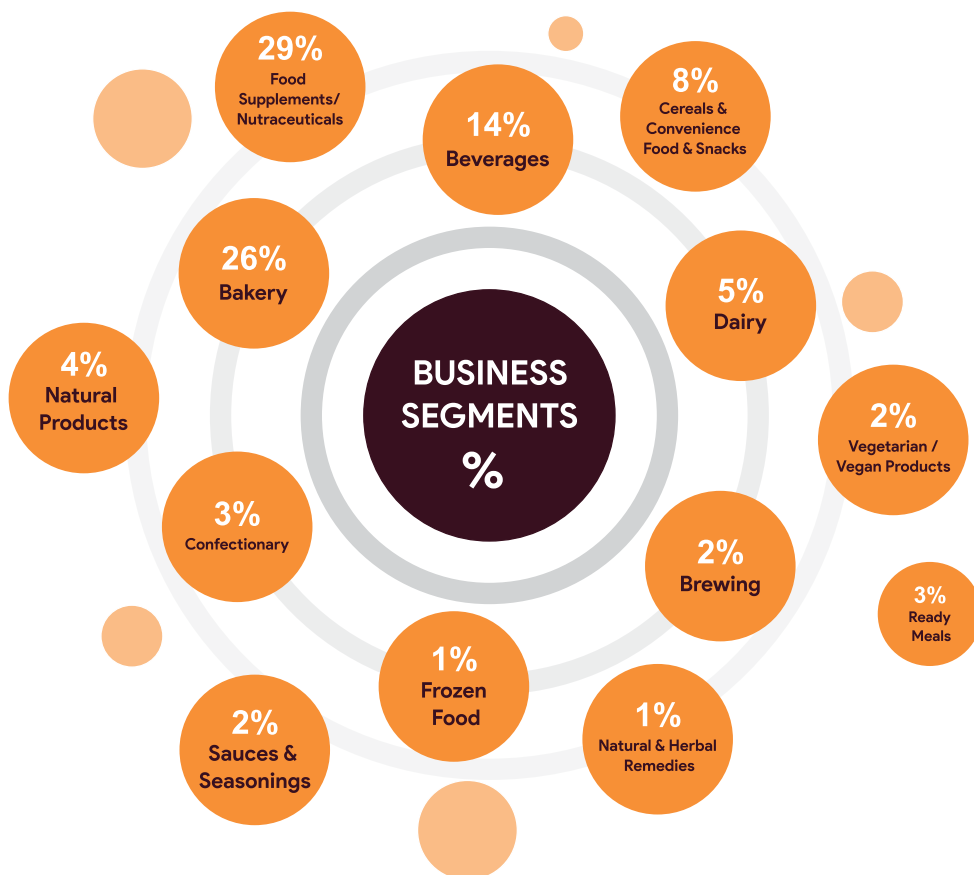 29%
Food
Supplements/
Nutraceuticals
14%
Beverages
8%
Cereals &
Convenience
Food & Snacks
26%
Bakery
5%
Dairy
4%
Natural
Products
BUSINESS
SEGMENTS
%
2%
Vegetarian /
Vegan Products
3%
Confectionary
2%
Brewing
3%
Ready
Meals
1%
Frozen
Food
2%
Sauces &
Seasonings
1%
Natural & Herbal
Remedies